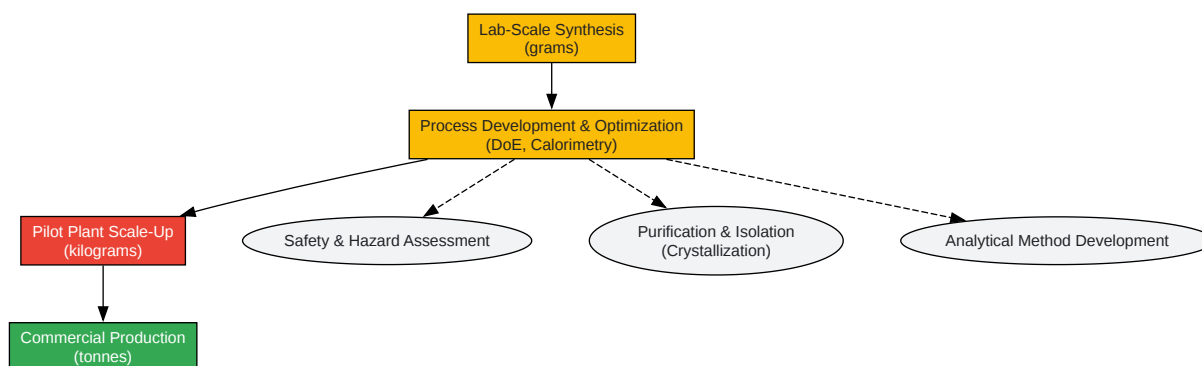 Lab-Scale Synthesis
(grams)
Process Development & Optimization
(DoE, Calorimetry)
Pilot Plant Scale-Up
(kilograms)
Safety & Hazard Assessment
Purification & Isolation
(Crystallization)
Analytical Method Development
Commercial Production
(tonnes)